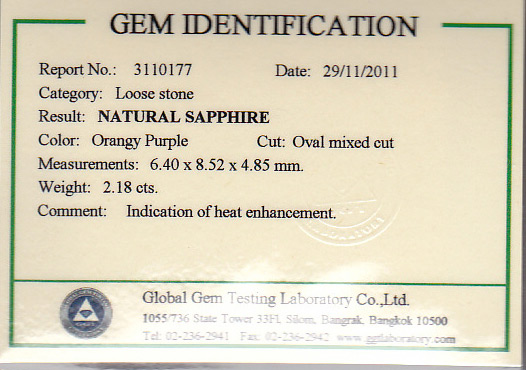 GEM IDENTIFICATION
Report No.: 3110177 Date: 29/11/2011
Category: Loose stone
Result: NATURAL SAPPHIRE
Color: Orangy Purple Cut: Oval mixed cut
Measurements: 6.40 x 8.52 x 4.85 mm.
Weight: 2.18 cts.
Comment: Indication of heat enhancement.
Global Gem Testing Laboratory Co.,Ltd.
1055/736 State Tower 33Fl. Silom, Bangrak, Bangkok 10500
Tel: 02-236-2941 Fax: 02-236-2942 www.ggtlaboratory.com